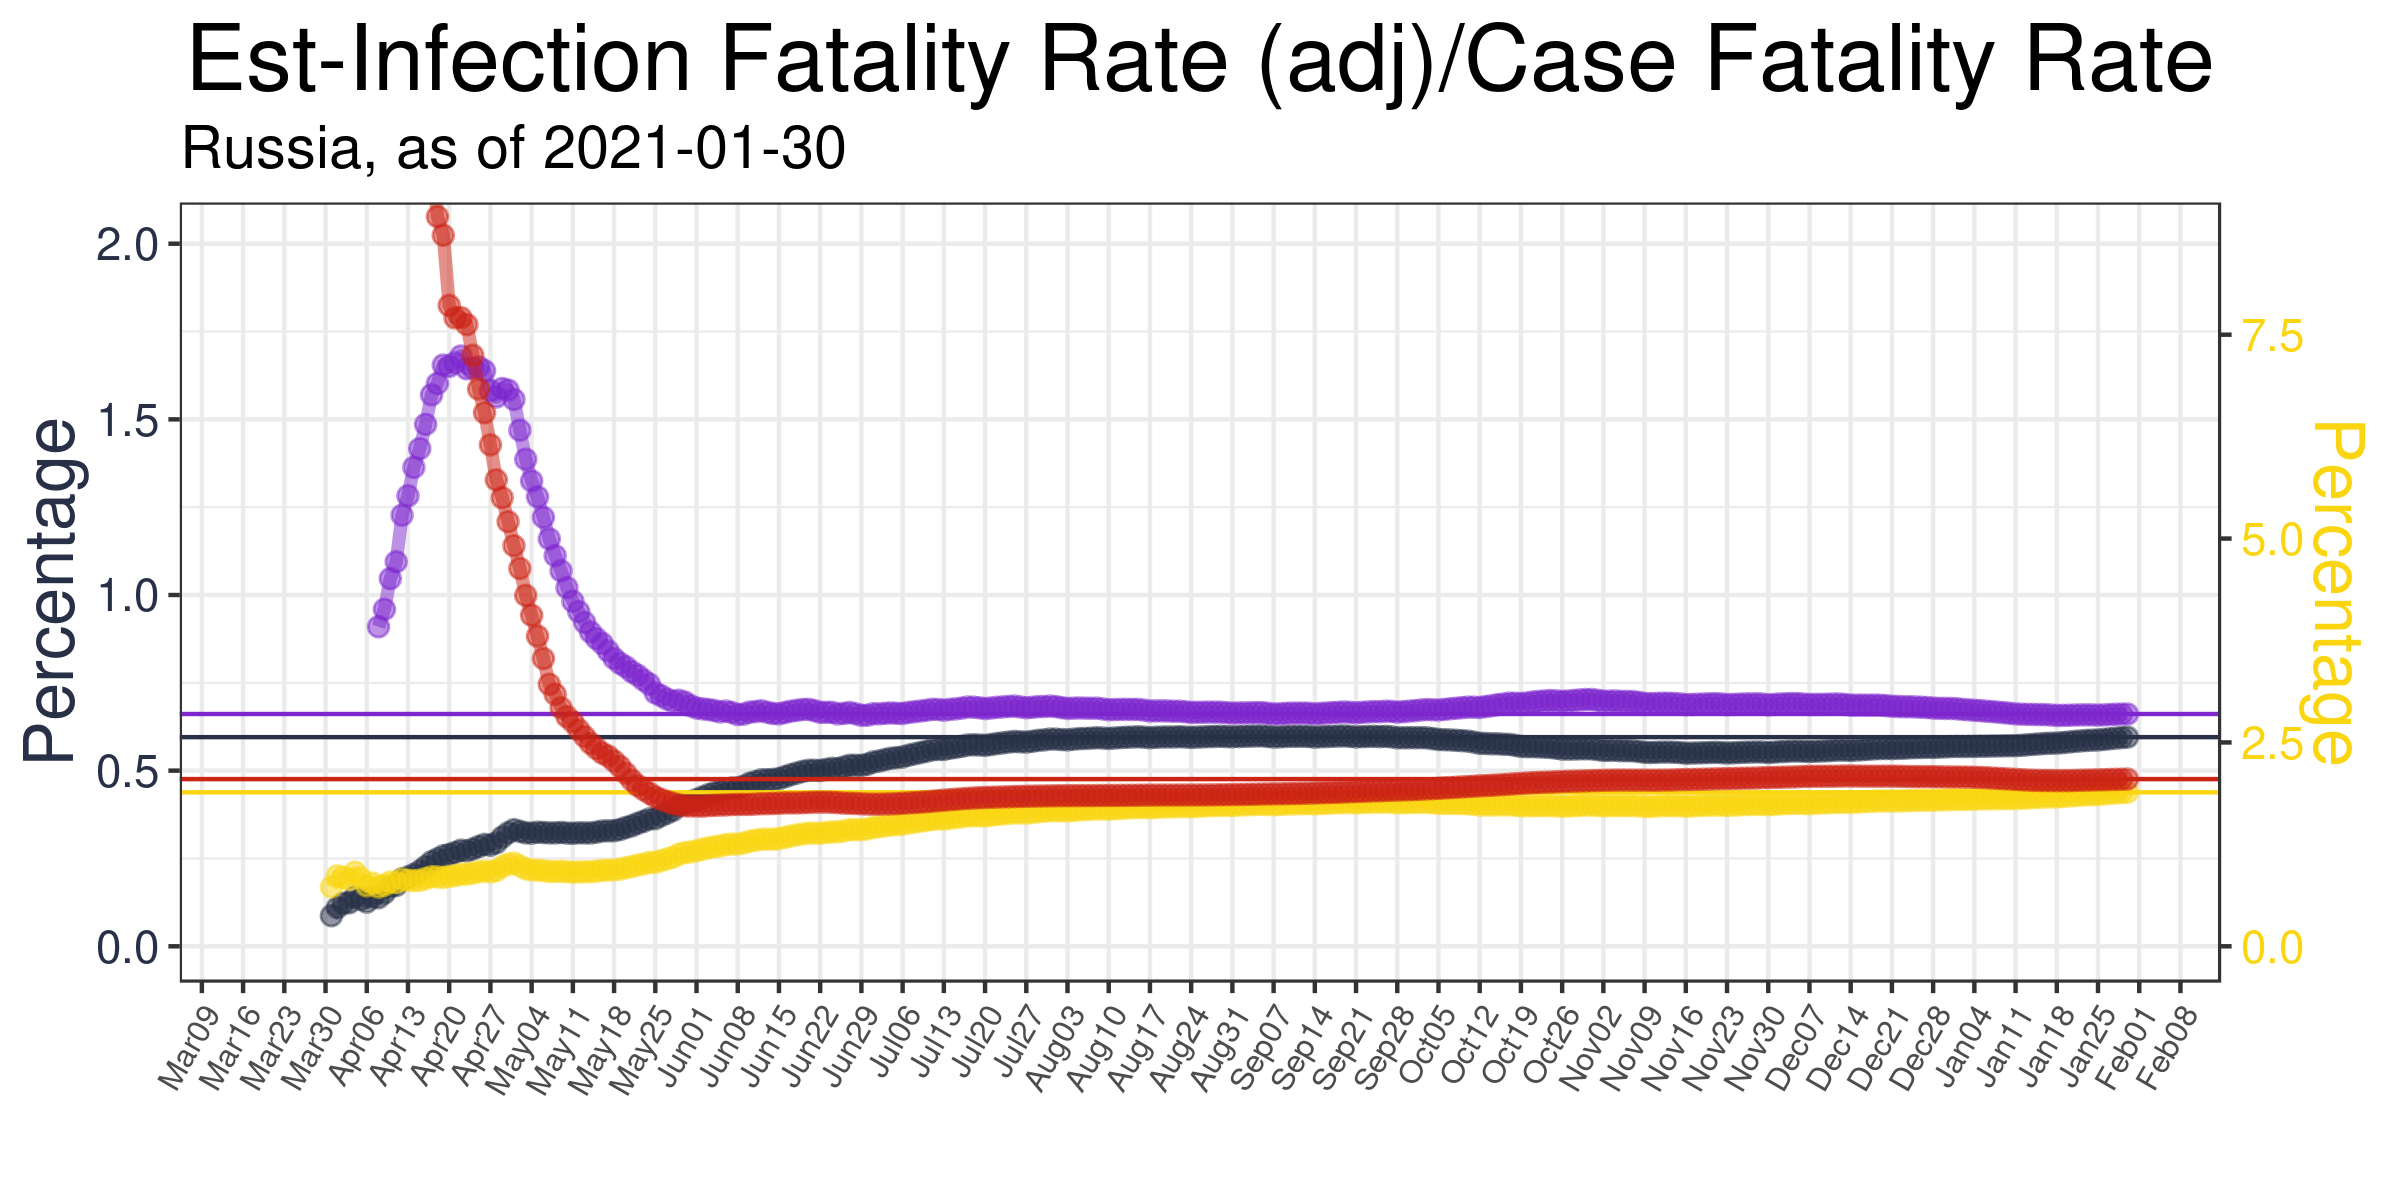 Est-Infection Fatality Rate (adj)/Case Fatality Rate
Russia, as of 2021-01-30
Percentage
2.0
1.5
1.0
0.5
0.0
7.5
5.0
2.5
0.0
Percentage
Mar09
Mar16
Mar23
Mar30
Apr06
Apr13
Apr20
Apr27
May04
May11
May18
May25
Jun01
Jun08
Jun15
Jun22
Jun29
Jul06
Jul13
Jul20
Jul27
Aug03
Aug10
Aug17
Aug24
Aug31
Sep07
Sep14
Sep21
Sep28
Oct05
Oct12
Oct19
Oct26
Nov02
Nov09
Nov16
Nov23
Nov30
Dec07
Dec14
Dec21
Dec28
Jan04
Jan11
Jan18
Jan25
Feb01
Feb08